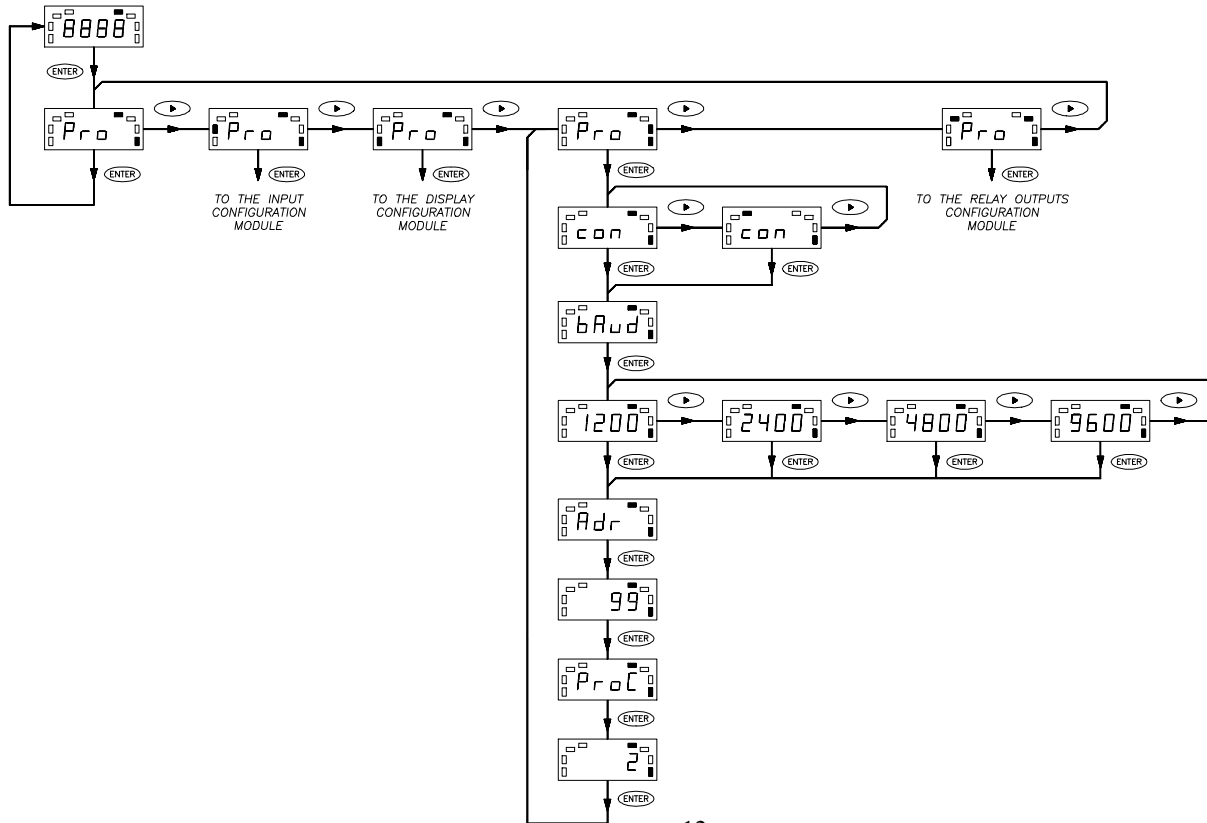 8888
ENTER
Pro
Pro
Pro
Pro
Pro
ENTER
ENTER
ENTER
ENTER
ENTER
TO THE INPUT
CONFIGURATION
MODULE
TO THE DISPLAY
CONFIGURATION
MODULE
TO THE RELAY OUTPUTS
CONFIGURATION
MODULE
con
con
ENTER
ENTER
bAud
ENTER
1200
2400
4800
9600
ENTER
ENTER
ENTER
ENTER
Adr
ENTER
99
ENTER
ProC
ENTER
2
ENTER